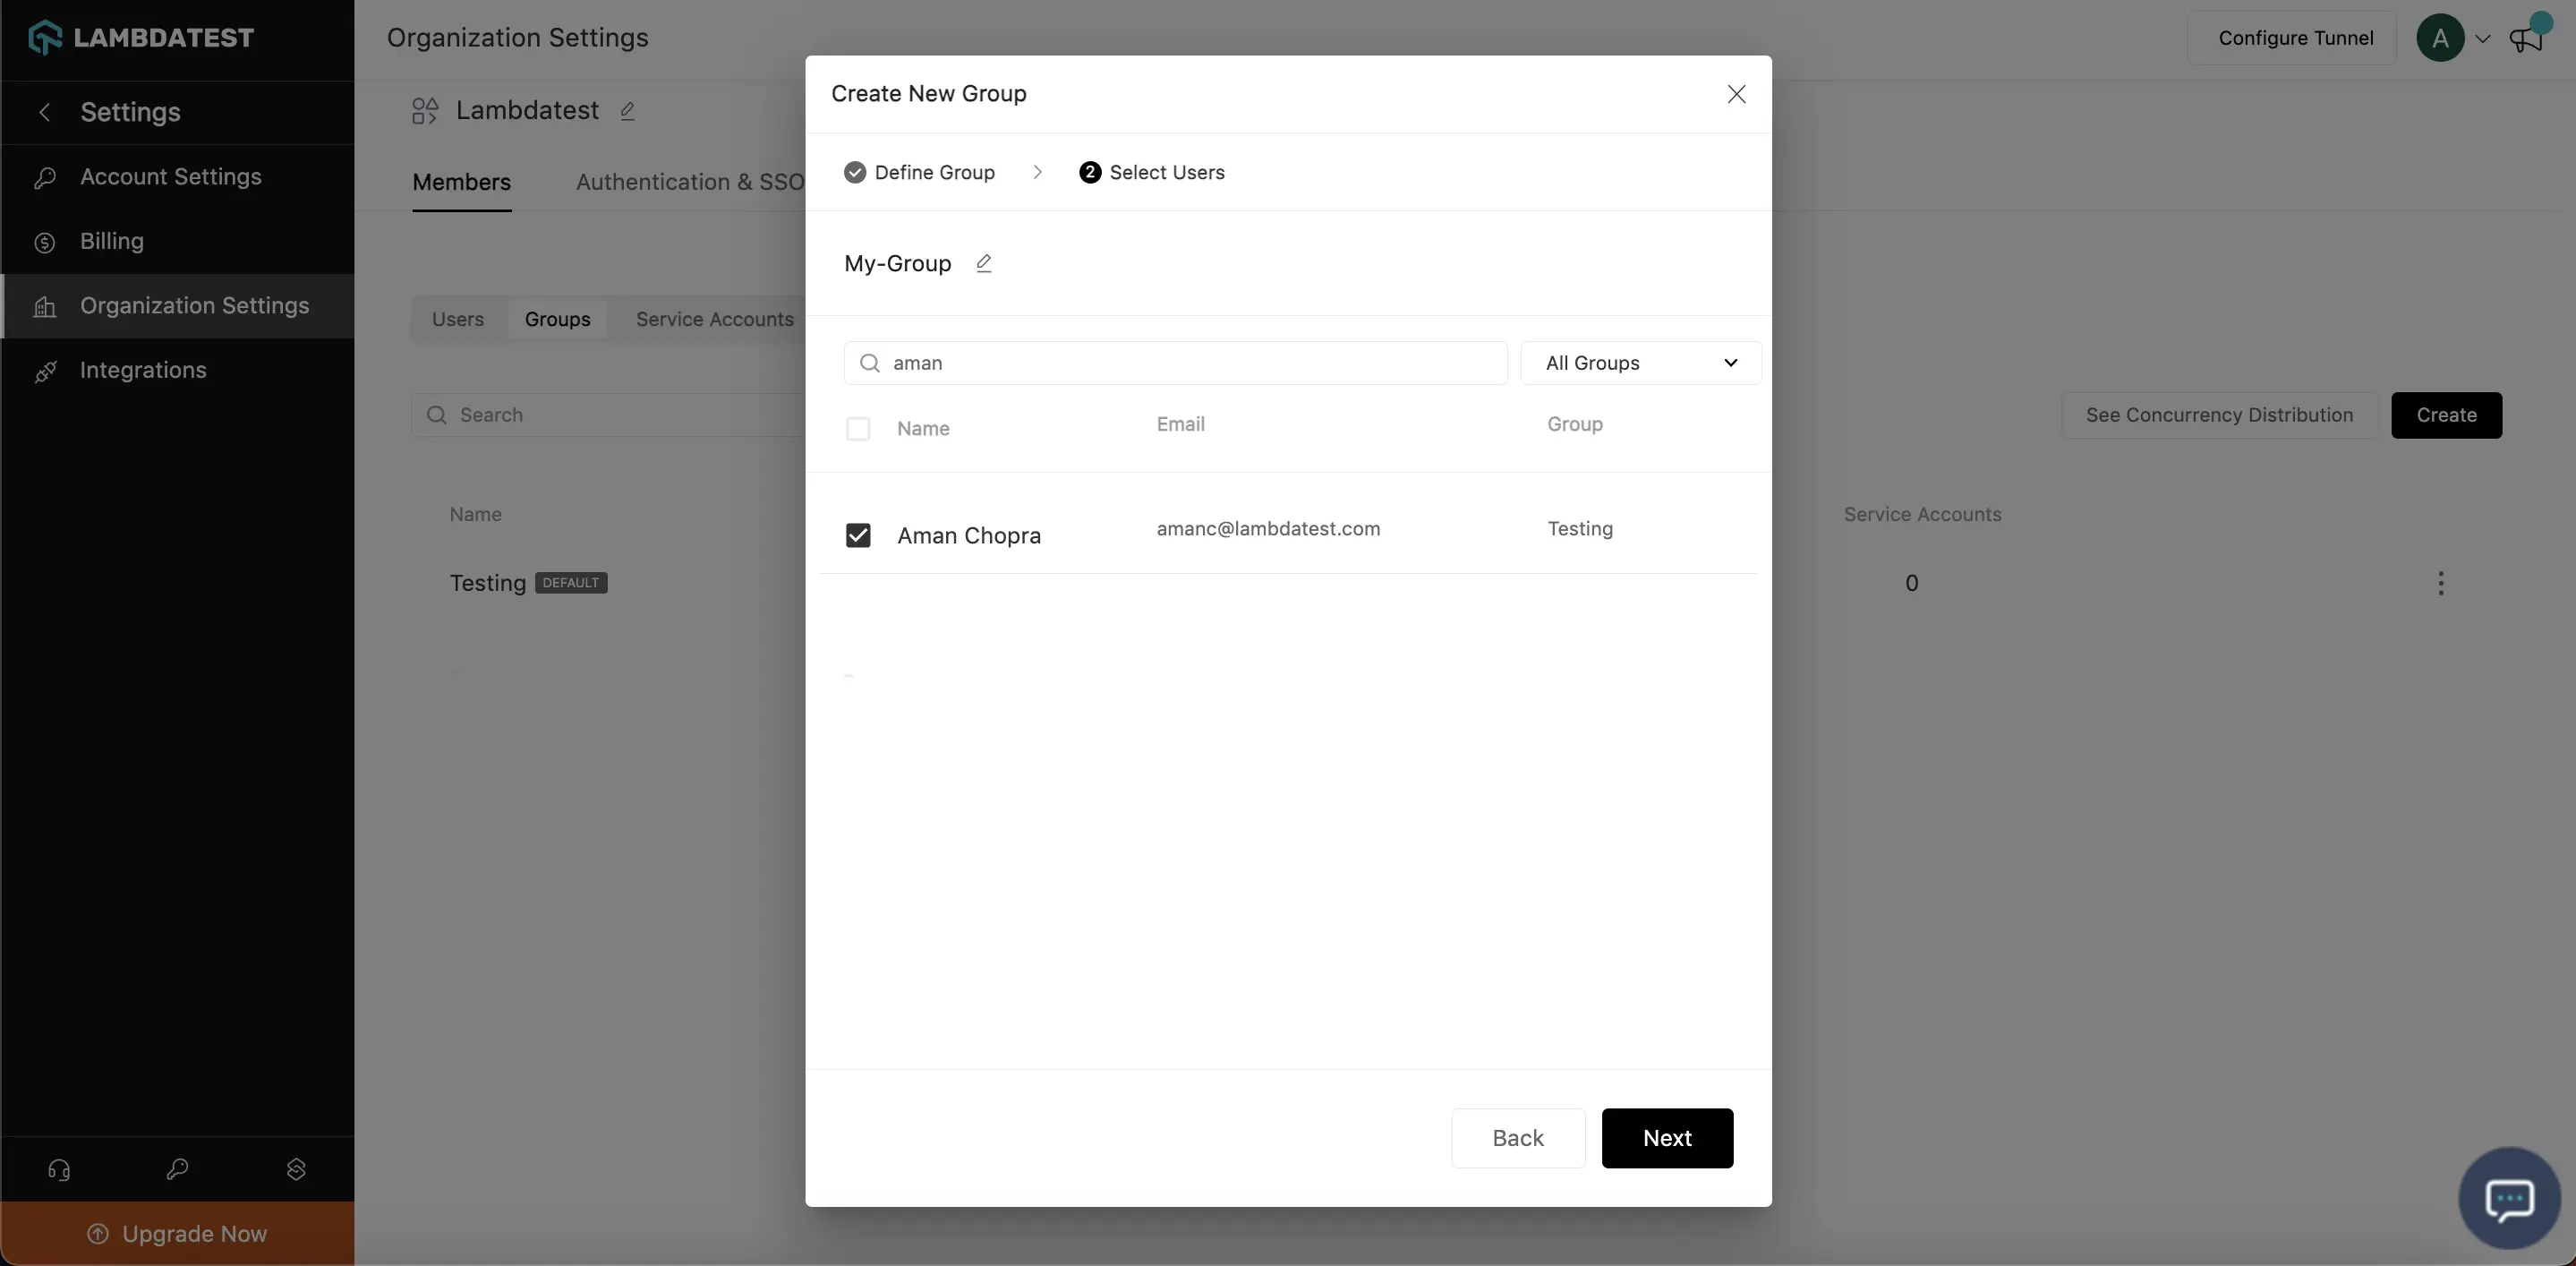 LAMBDATEST
Settings
Account Settings
Billing
Organization Settings
Integrations
Upgrade Now
Organization Settings
Configure Tunnel
A
Lambdatest
Members
Authentication & SSO
Users
Groups
Service Accounts
Search
See Concurrency Distribution
Create
Name
Service Accounts
Testing DEFAULT
0
Create New Group
Define Group
2 Select Users
My-Group
aman
All Groups
Name
Email
Group
Aman Chopra
amanc@lambdatest.com
Testing
Back
Next